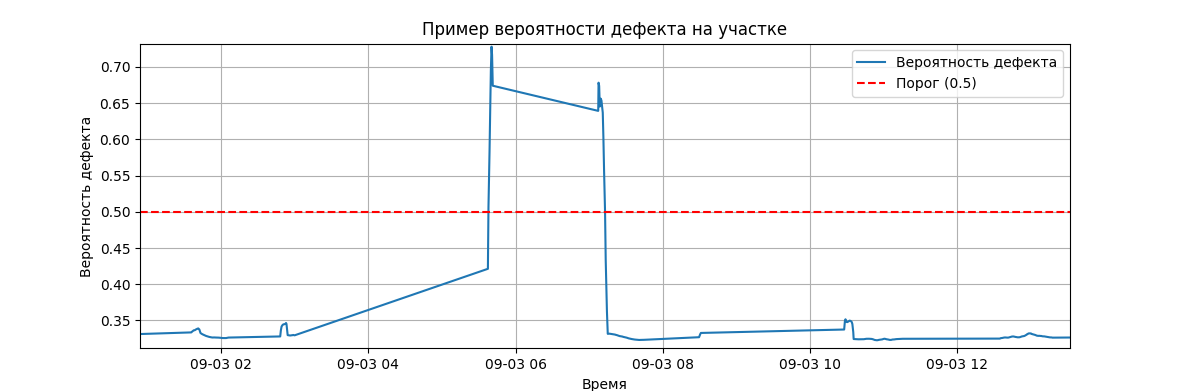 Пример вероятности дефекта на участке
Вероятность дефекта
0.70
0.65
0.60
0.55
0.50
0.45
0.40
0.35
Вероятность дефекта
Порог (0.5)
09-03 02
09-03 04
09-03 06
09-03 08
09-03 10
09-03 12
Время